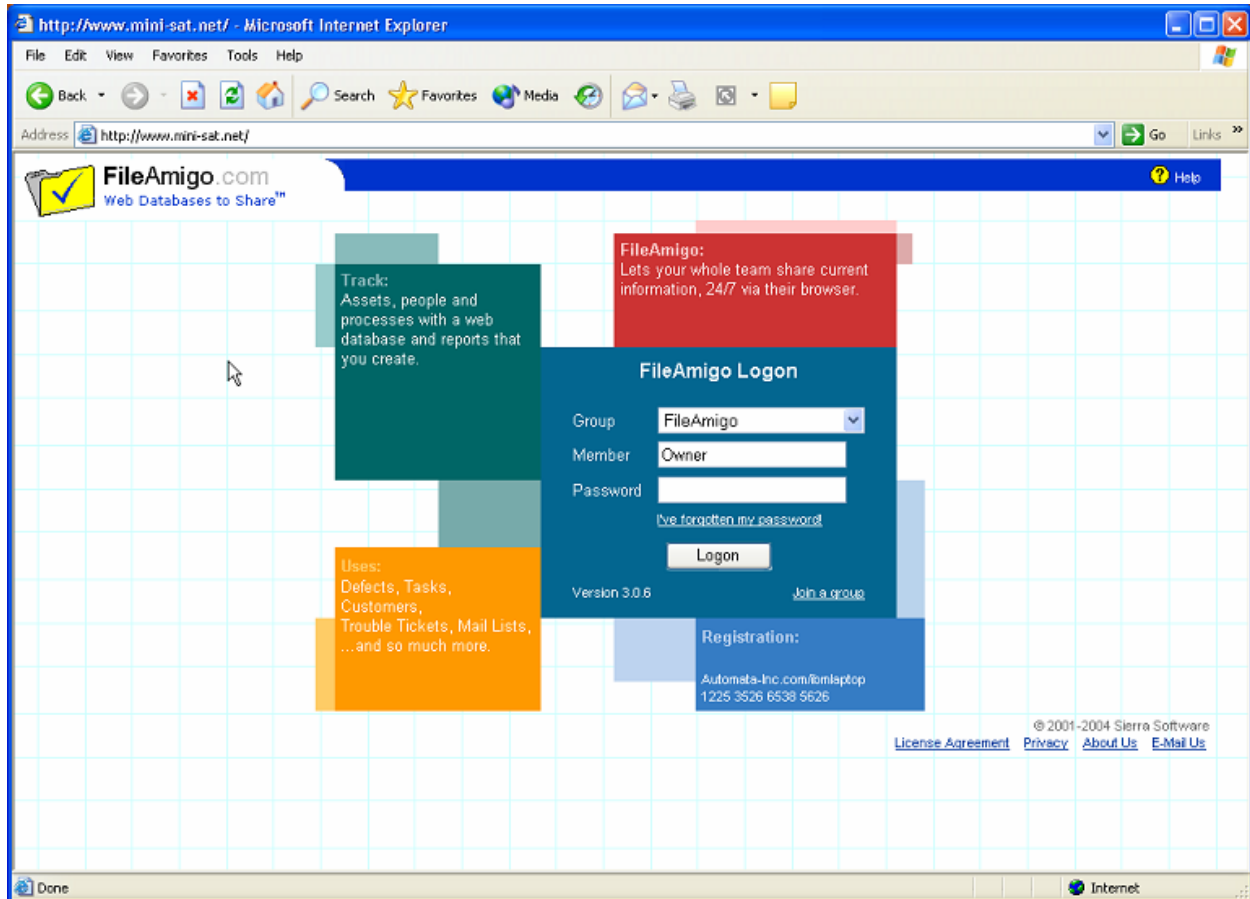 http://www.mini-sat.net/ - Microsoft Internet Explorer
File Edit View Favorites Tools Help
Back Search Favorites Media
Address http://www.mini-sat.net/ Go Links »
FileAmigo.com
Web Databases to Share™
Help
Track:
Assets, people and
processes with a web
database and reports that
you create.
FileAmigo:
Lets your whole team share current
information, 24/7 via their browser.
FileAmigo Logon
Group FileAmigo
Member Owner
Password
I've forgotten my password!
Logon
Version 3.0.6 Join a group
Uses:
Defects, Tasks,
Customers,
Trouble Tickets, Mail Lists,
...and so much more.
Registration:
Automata-Inc.com/ibmlaptop
1225 3526 6538 5626
© 2001-2004 Sierra Software
License Agreement Privacy About Us E-Mail Us
Done Internet